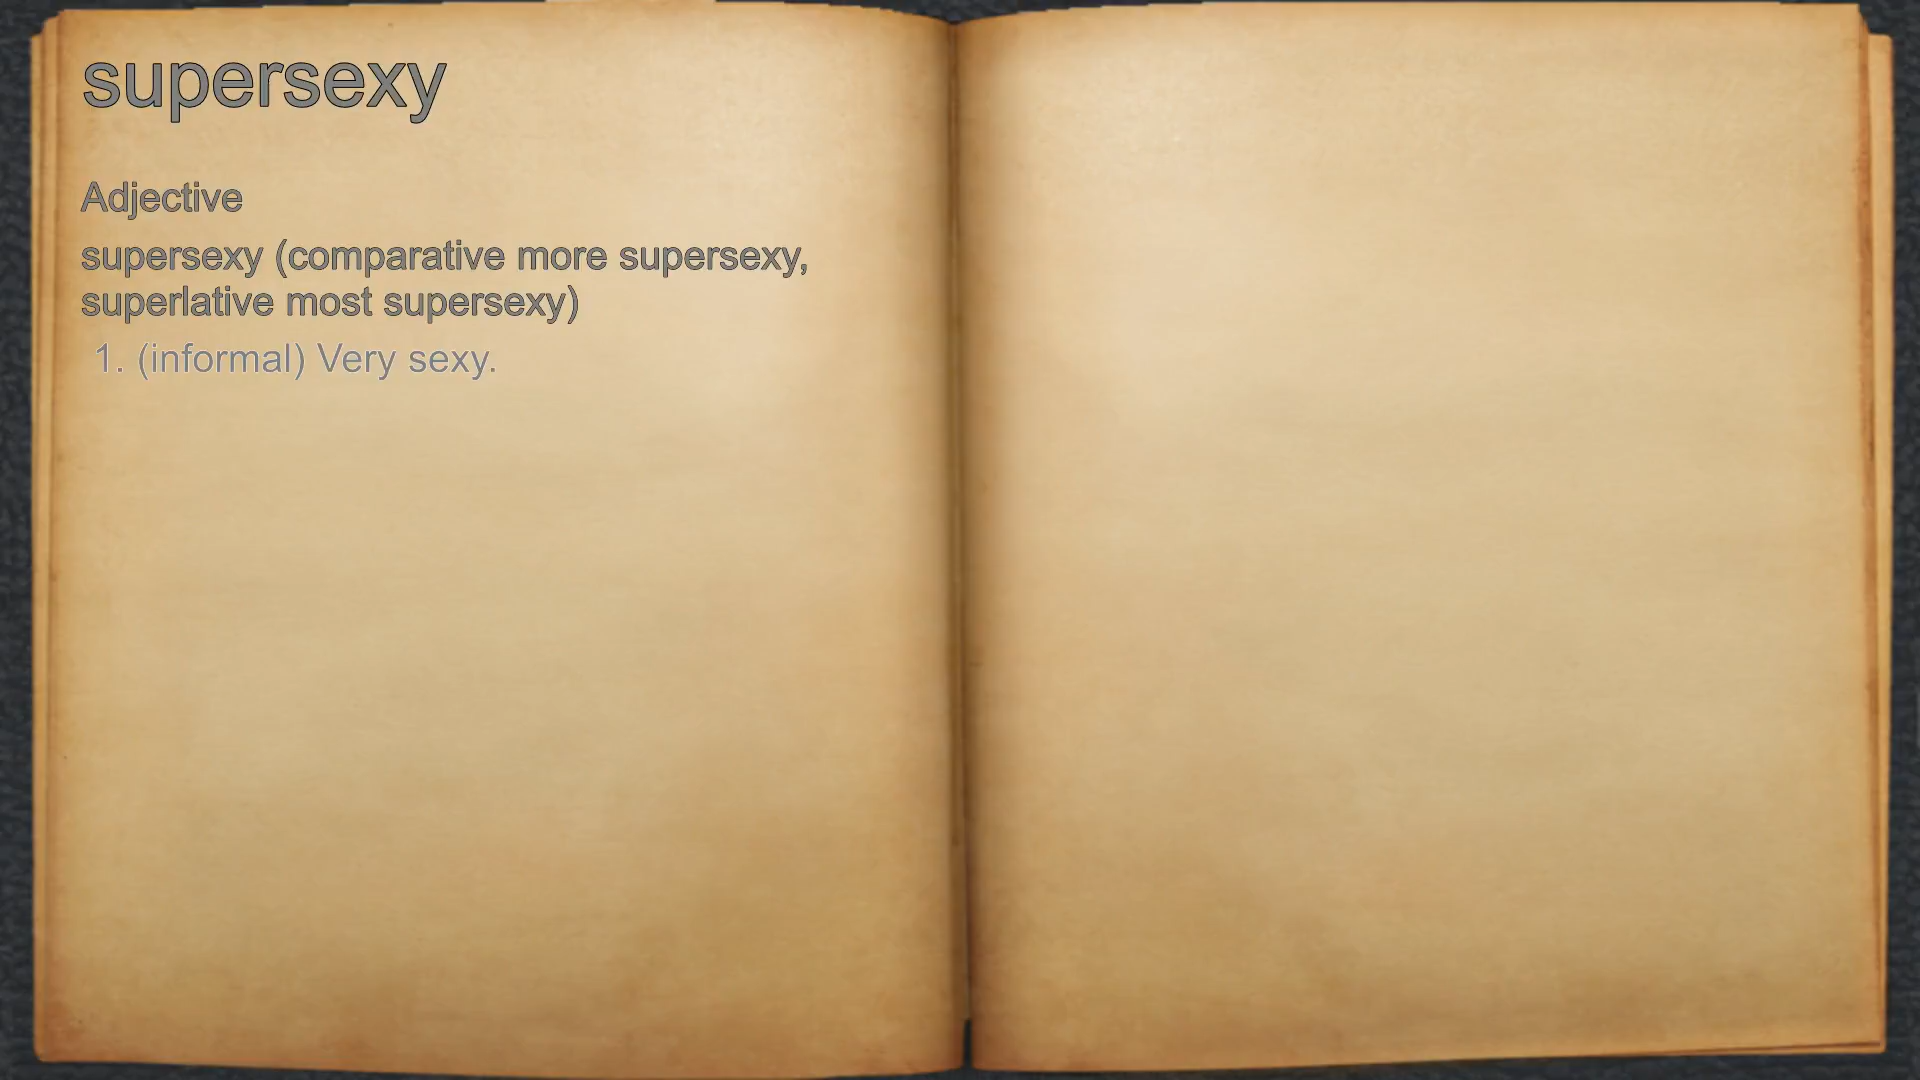 supersexy
Adjective
supersexy (comparative more supersexy,
superlative most supersexy)
1. (informal) Very sexy.